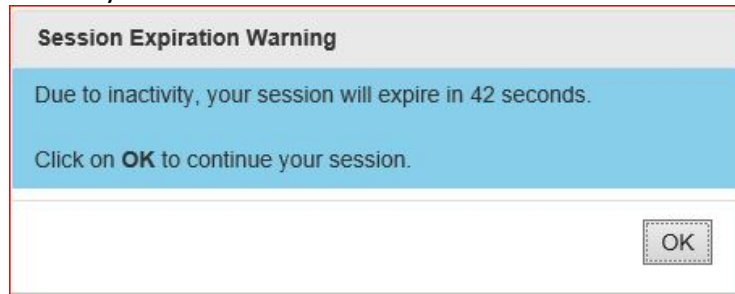 Session Expiration Warning
Due to inactivity, your session will expire in 42 seconds.
Click on OK to continue your session.
OK